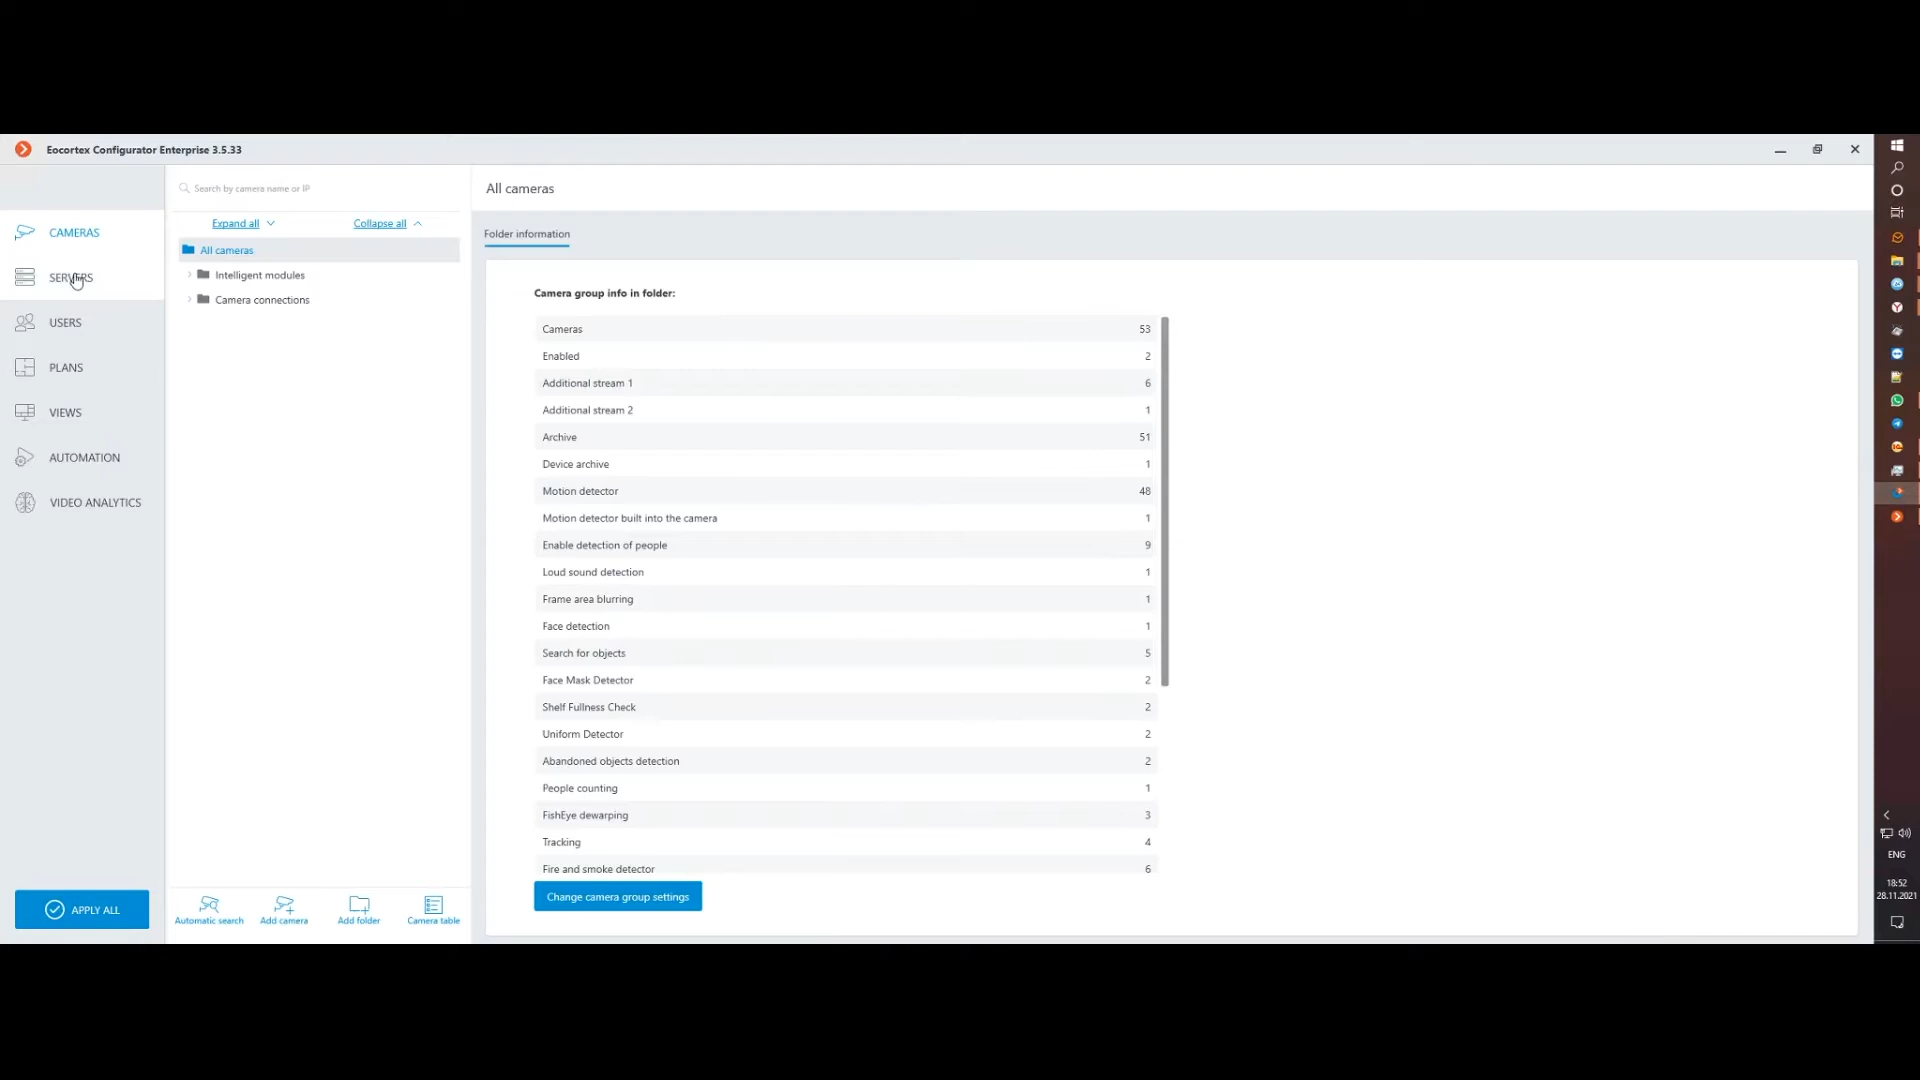 Eocortex Configurator Enterprise 3.5.33
CAMERAS
SERVERS
USERS
PLANS
VIEWS
AUTOMATION
VIDEO ANALYTICS
APPLY ALL
Search by camera name or IP
Expand all
Collapse all
All cameras
Intelligent modules
Camera connections
Automatic search
Add camera
Add folder
Camera table
All cameras
Folder information
Camera group info in folder:
Cameras 53
Enabled 2
Additional stream 1 6
Additional stream 2 1
Archive 51
Device archive 1
Motion detector 48
Motion detector built into the camera 1
Enable detection of people 9
Loud sound detection 1
Frame area blurring 1
Face detection 1
Search for objects 5
Face Mask Detector 2
Shelf Fullness Check 2
Uniform Detector 2
Abandoned objects detection 2
People counting 1
FishEye dewarping 3
Tracking 4
Fire and smoke detector 6
Change camera group settings
ENG
18:52
28.11.2021